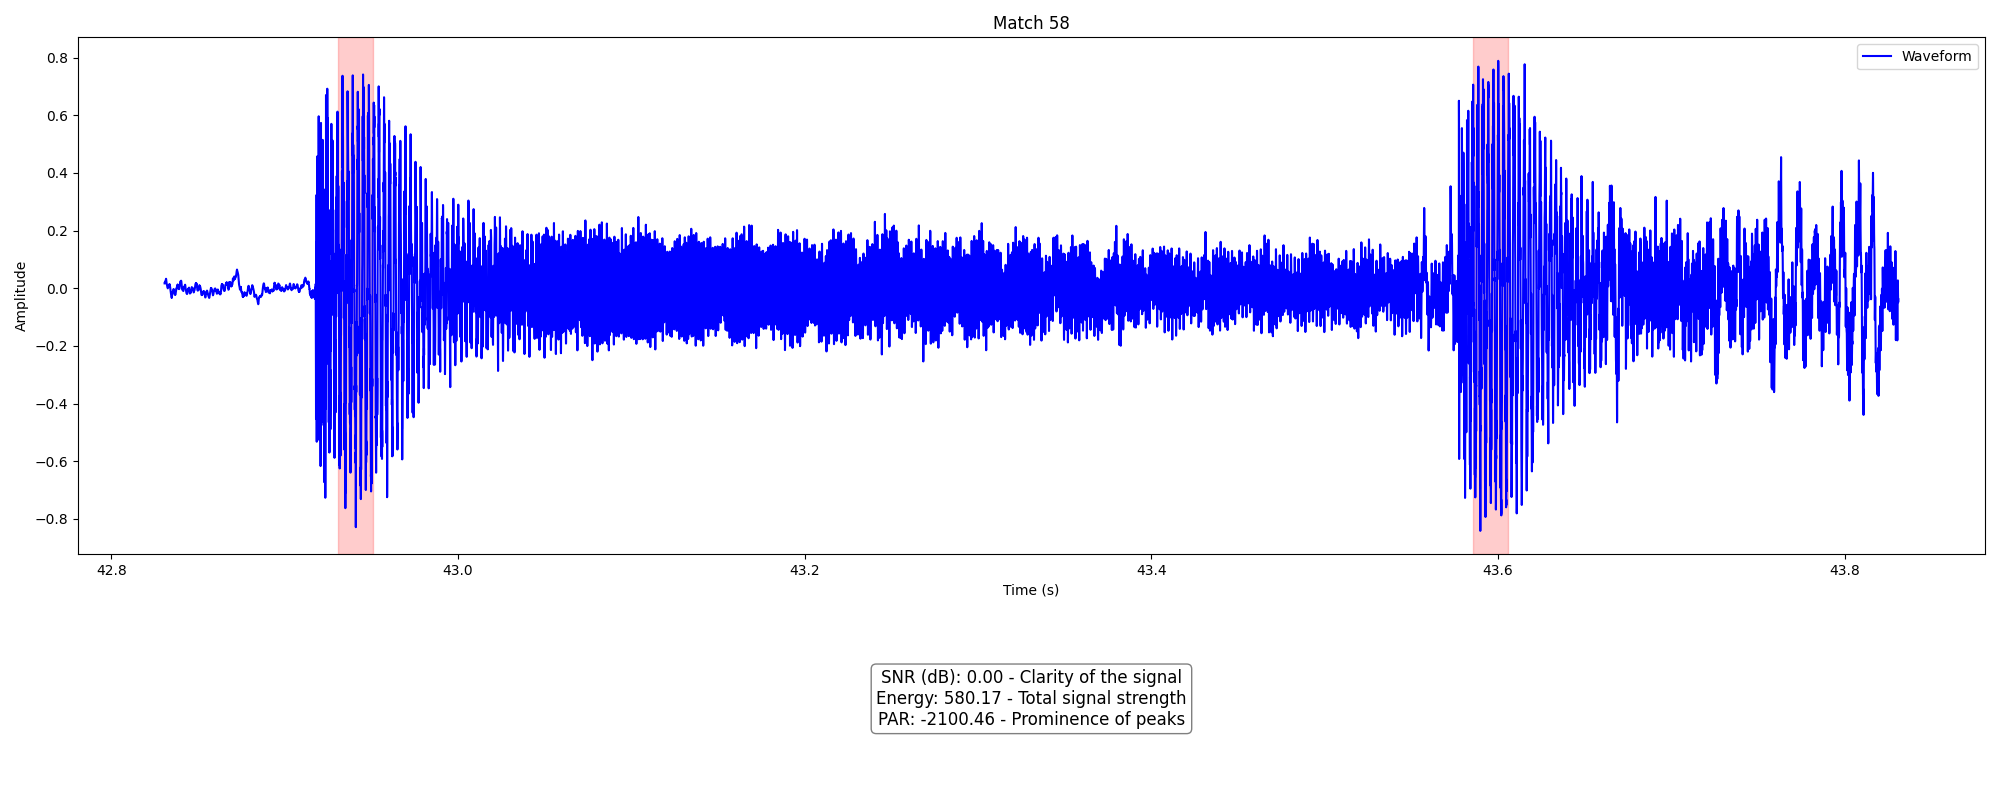 Match 58
Waveform
0.8
0.6
0.4
0.2
0.0
−0.2
−0.4
−0.6
−0.8
Amplitude
42.8 43.0 43.2 43.4 43.6 43.8
Time (s)
SNR (dB): 0.00 - Clarity of the signal
Energy: 580.17 - Total signal strength
PAR: -2100.46 - Prominence of peaks